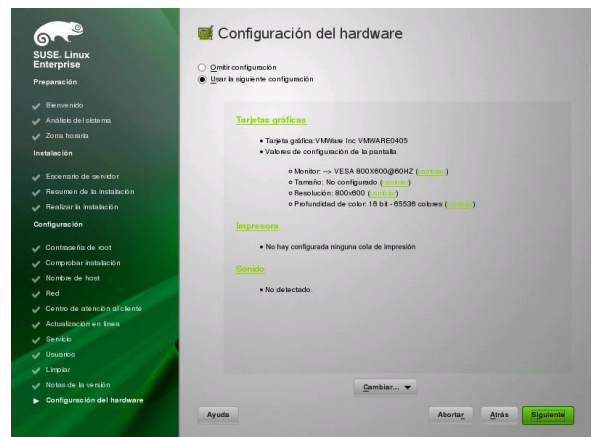 SUSE. Linux
Enterprise
Preparación
Bienvenido
Análisis del sistema
Zona horaria
Instalación
Escenario de servidor
Resumen de la instalación
Realizar la instalación
Configuración
Contraseña de root
Comprobar instalación
Nombre de host
Red
Centro de atención al cliente
Actualización en línea
Servicio
Usuarios
Limpiar
Notas de la versión
Configuración del hardware
Configuración del hardware
Omitir configuración
Usar la siguiente configuración
Tarjetas gráficas
Tarjeta gráfica:VMWare Inc VMWARE0405
Valores de configuración de la pantalla
Monitor: --> VESA 800X600@60HZ (cambiar)
Tamaño: No configurado (cambiar)
Resolución: 800x600 (cambiar)
Profundidad de color: 16 bit - 65536 colores (cambiar)
Impresora
No hay configurada ninguna cola de impresión
Sonido
No detectado.
Cambiar...
Ayuda
Abortar
Atrás
Siguiente